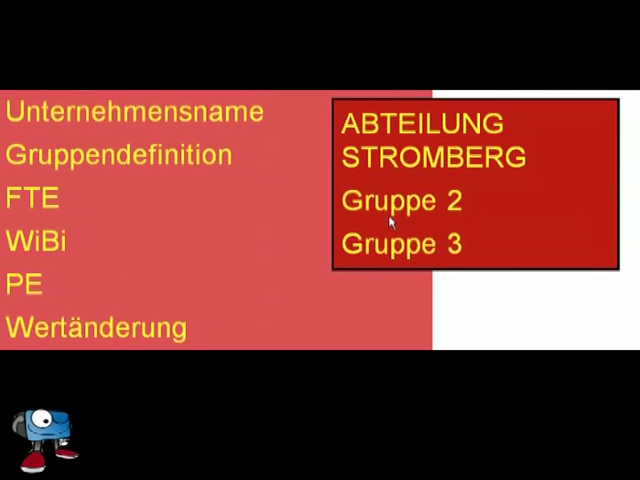 Unternehmensname
Gruppendefinition
FTE
WiBi
PE
Wertänderung
ABTEILUNG
STROMBERG
Gruppe 2
Gruppe 3